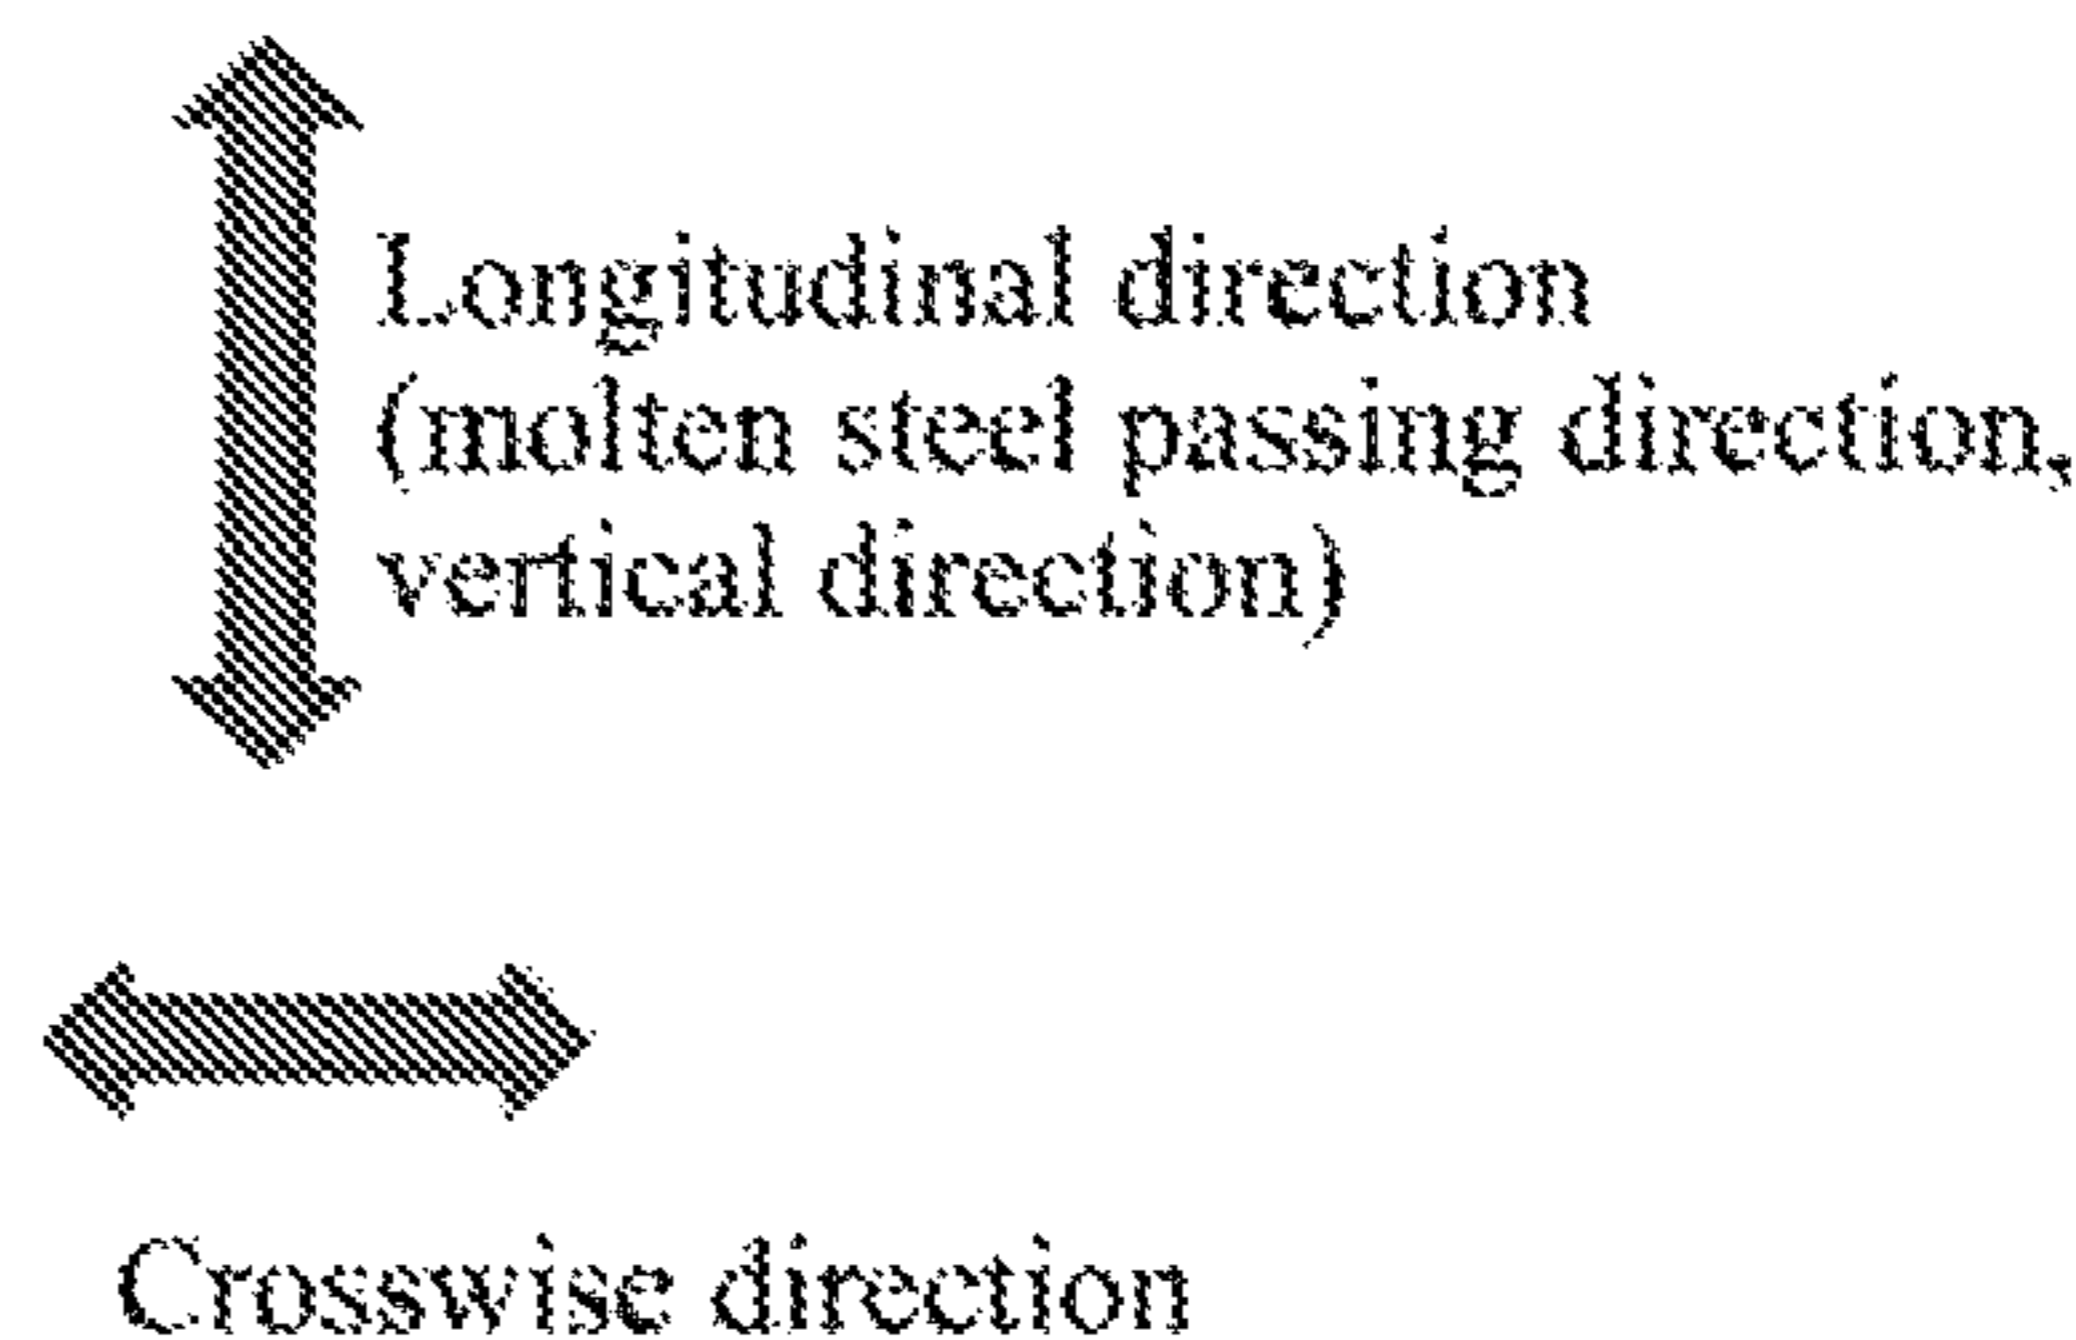 Longitudinal direction
(molten steel passing direction,
vertical direction)
Crosswise direction